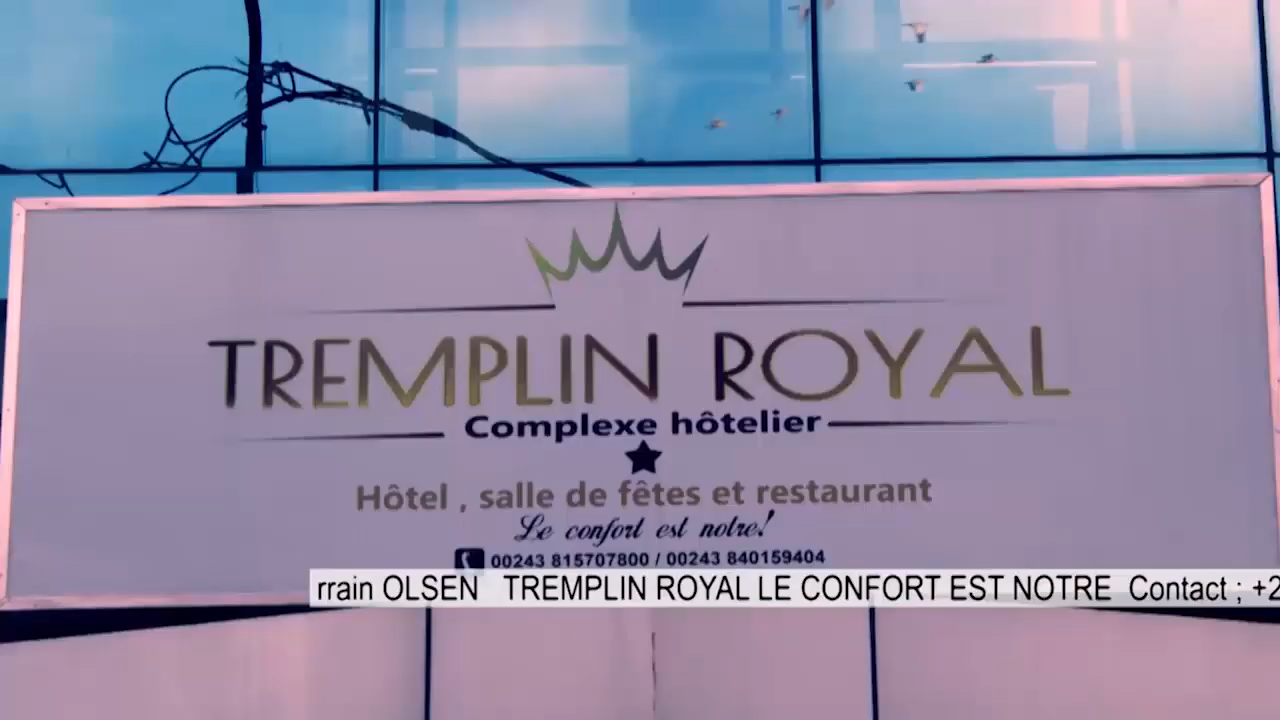 TREMPLIN ROYAL
Complexe hôtelier
Hôtel , salle de fêtes et restaurant
Le confort est notre!
00243 815707800 / 00243 840159404
rrain OLSEN TREMPLIN ROYAL LE CONFORT EST NOTRE Contact ; +2